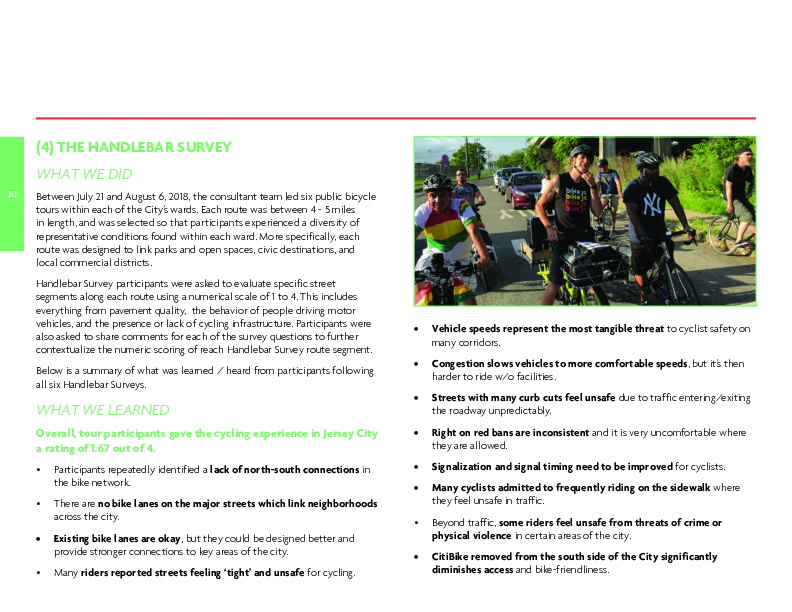 30
(4) THE HANDLEBAR SURVEY
WHAT WE DID
Between July 21 and August 6, 2018, the consultant team led six public bicycle
tours within each of the City's wards. Each route was between 4 - 5 miles
in length, and was selected so that participants experienced a diversity of
representative conditions found within each ward. More specifically, each
route was designed to link parks and open spaces, civic destinations, and
local commercial districts.
Handlebar Survey participants were asked to evaluate specific street
segments along each route using a numerical scale of 1 to 4. This includes
everything from pavement quality, the behavior of people driving motor
vehicles, and the presence or lack of cycling infrastructure. Participants were
also asked to share comments for each of the survey questions to further
contextualize the numeric scoring of reach Handlebar Survey route segment.
Below is a summary of what was learned / heard from participants following
all six Handlebar Surveys.
WHAT WE LEARNED
Overall, tour participants gave the cycling experience in Jersey City
a rating of 1.67 out of 4.
• Participants repeatedly identified a lack of north-south connections in
the bike network.
• There are no bike lanes on the major streets which link neighborhoods
across the city.
• Existing bike lanes are okay, but they could be designed better and
provide stronger connections to key areas of the city.
• Many riders reported streets feeling ‘tight’ and unsafe for cycling.
• Vehicle speeds represent the most tangible threat to cyclist safety on
many corridors.
• Congestion slows vehicles to more comfortable speeds, but it's then
harder to ride w/o facilities.
• Streets with many curb cuts feel unsafe due to traffic entering/exiting
the roadway unpredictably.
• Right on red bans are inconsistent and it is very uncomfortable where
they are allowed.
• Signalization and signal timing need to be improved for cyclists.
• Many cyclists admitted to frequently riding on the sidewalk where
they feel unsafe in traffic.
• Beyond traffic, some riders feel unsafe from threats of crime or
physical violence in certain areas of the city.
• CitiBike removed from the south side of the City significantly
diminishes access and bike-friendliness.